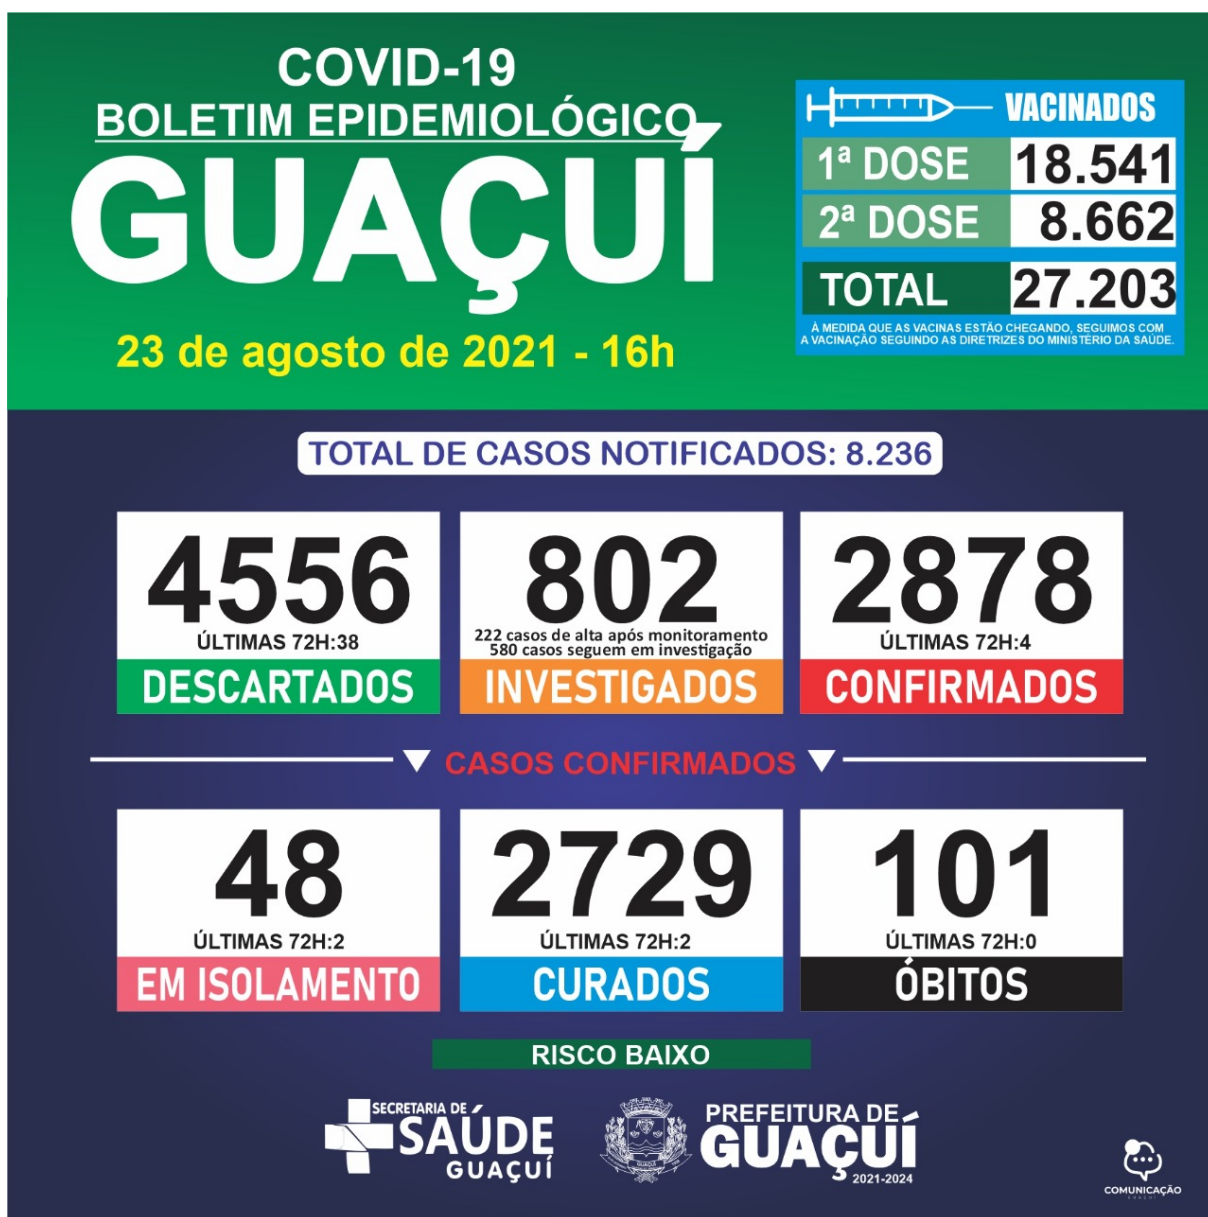 COVID-19
BOLETIM EPIDEMIOLÓGICO
GUAÇUÍ
23 de agosto de 2021 - 16h
VACINADOS
1ª DOSE 18.541
2ª DOSE 8.662
TOTAL 27.203
À MEDIDA QUE AS VACINAS ESTÃO CHEGANDO, SEGUIMOS COM
A VACINAÇÃO SEGUINDO AS DIRETRIZES DO MINISTÉRIO DA SAÚDE.
TOTAL DE CASOS NOTIFICADOS: 8.236
4556
ÚLTIMAS 72H:38
DESCARTADOS
802
222 casos de alta após monitoramento
580 casos seguem em investigação
INVESTIGADOS
2878
ÚLTIMAS 72H:4
CONFIRMADOS
CASOS CONFIRMADOS
48
ÚLTIMAS 72H:2
EM ISOLAMENTO
2729
ÚLTIMAS 72H:2
CURADOS
101
ÚLTIMAS 72H:0
ÓBITOS
RISCO BAIXO
SECRETARIA DE
SAÚDE
GUAÇUÍ
GUAÇUÍ
PREFEITURA DE
GUAÇUÍ
2021-2024
COMUNICAÇÃO
GUAÇUÍ